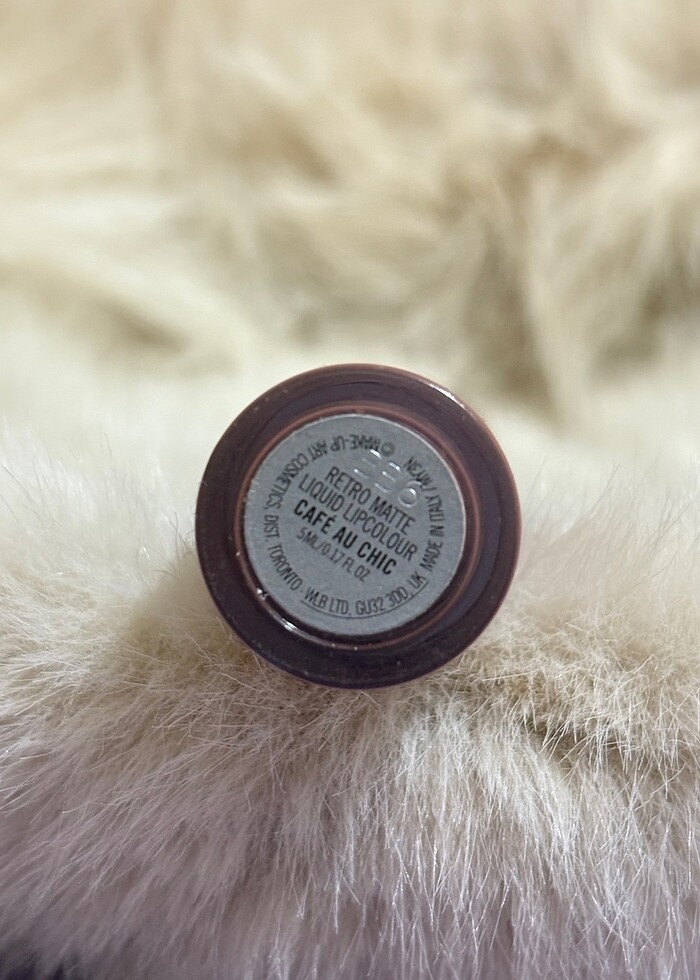 RETRO MATTE
LIQUID LIPCOLOUR
CAFÉ AU CHIC
5ML/0.17 FL OZ
© MAKE-UP ART COSMETICS, DIST. TORONTO - WLB LTD, GU32 3DD, UK MADE IN ITALY /